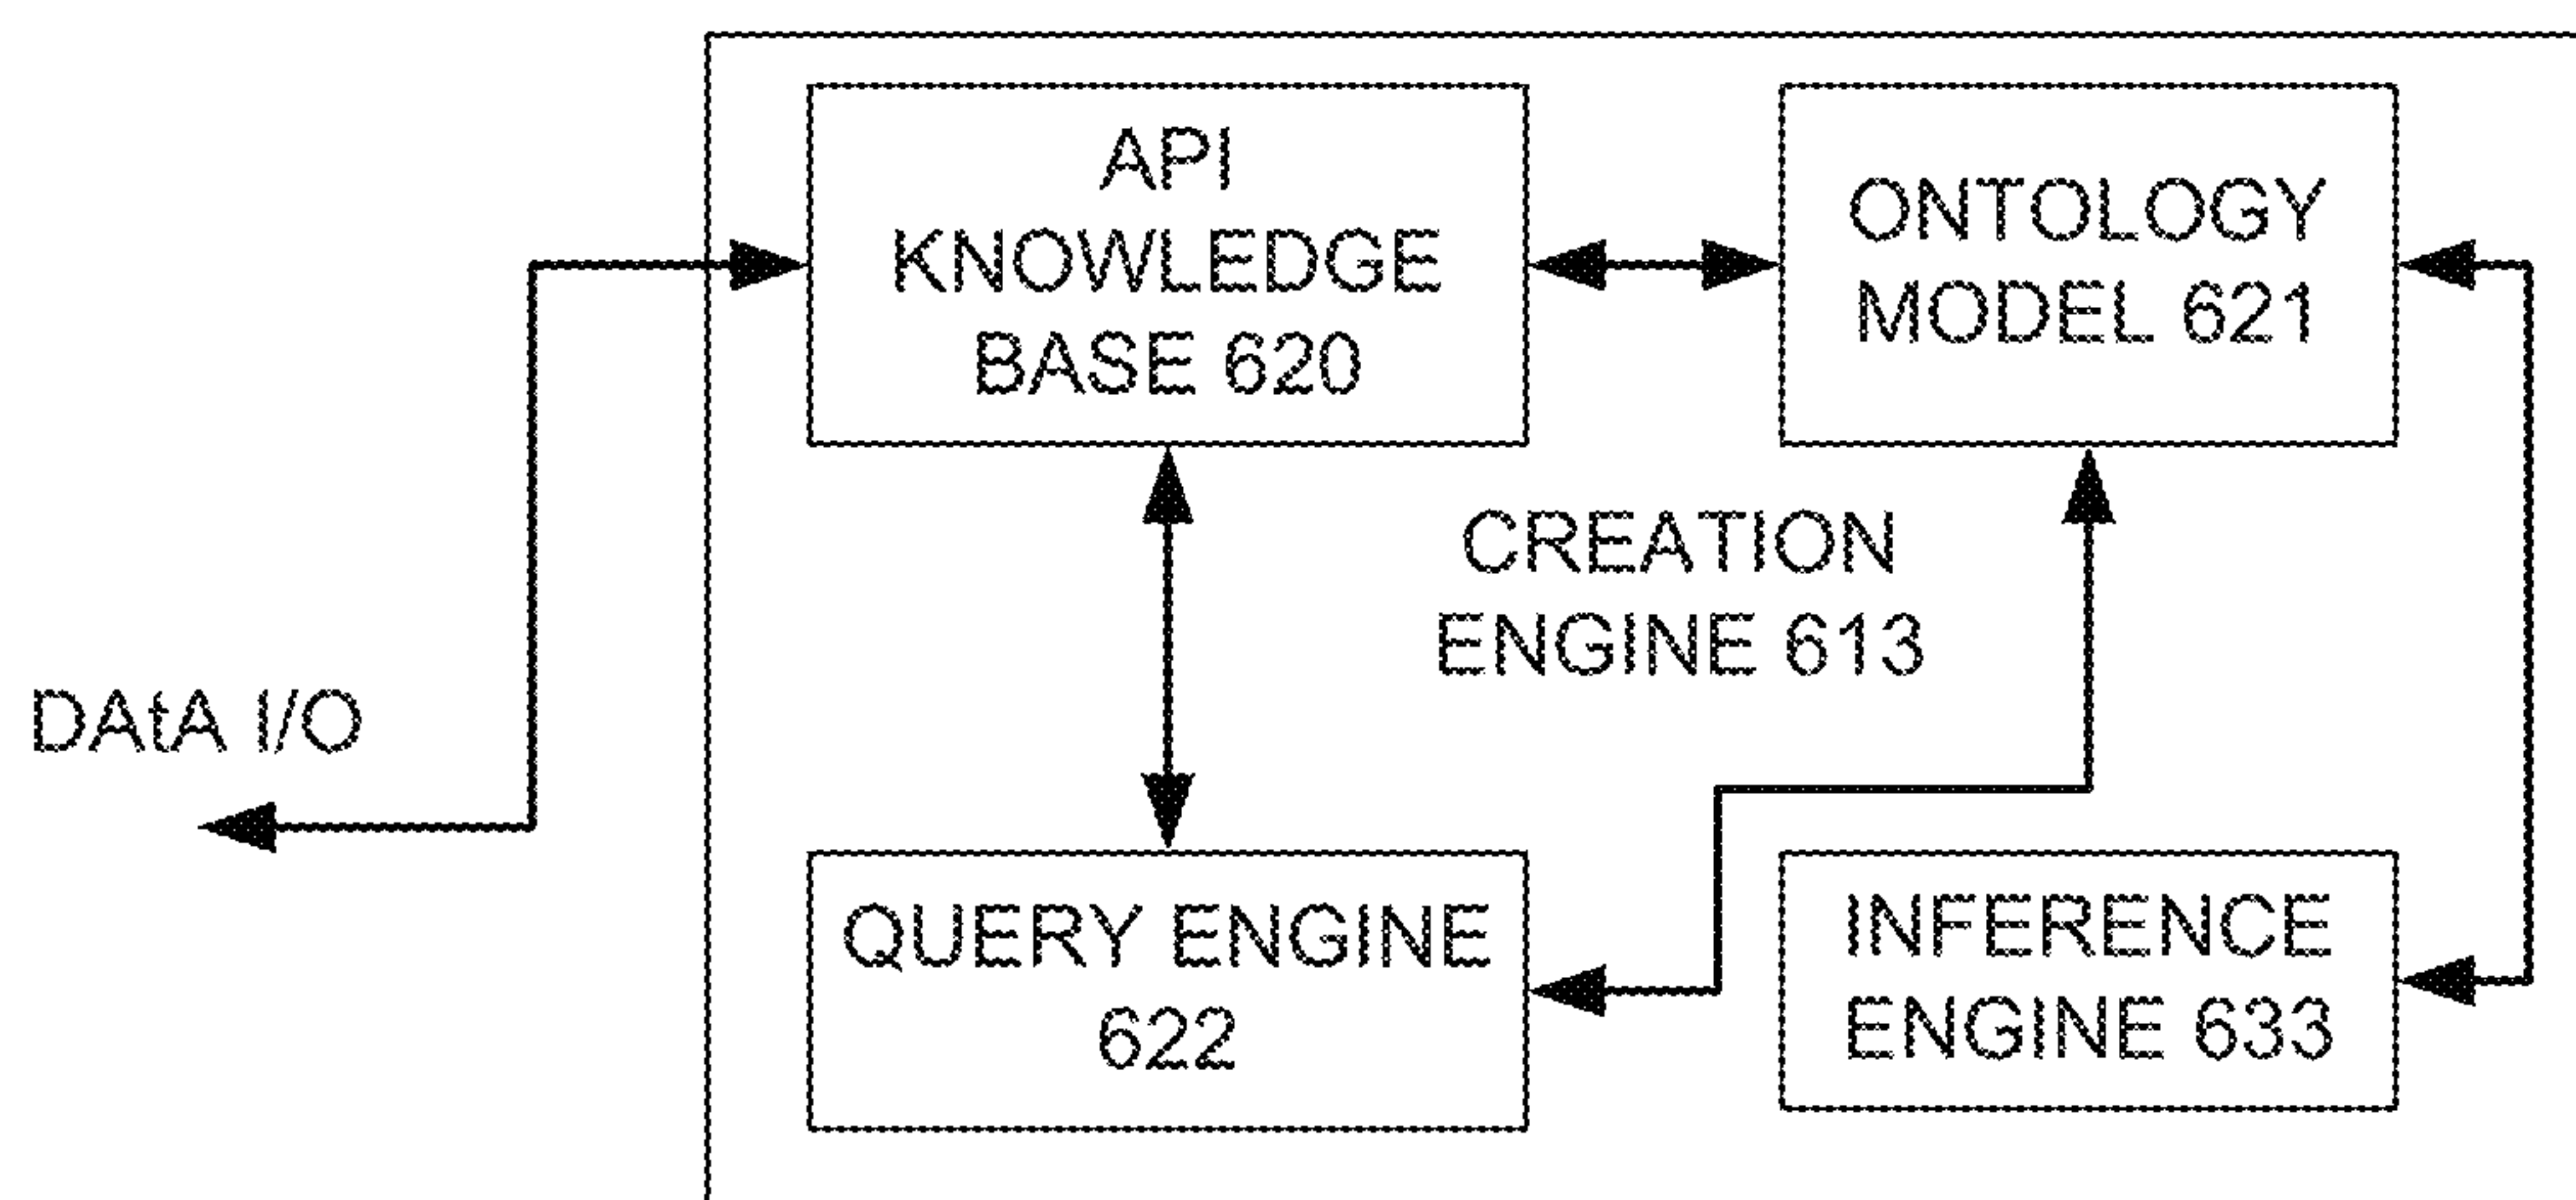 API
KNOWLEDGE
BASE 620
ONTOLOGY
MODEL 621
CREATION
ENGINE 613
DAtA I/O
QUERY ENGINE
622
INFERENCE
ENGINE 633